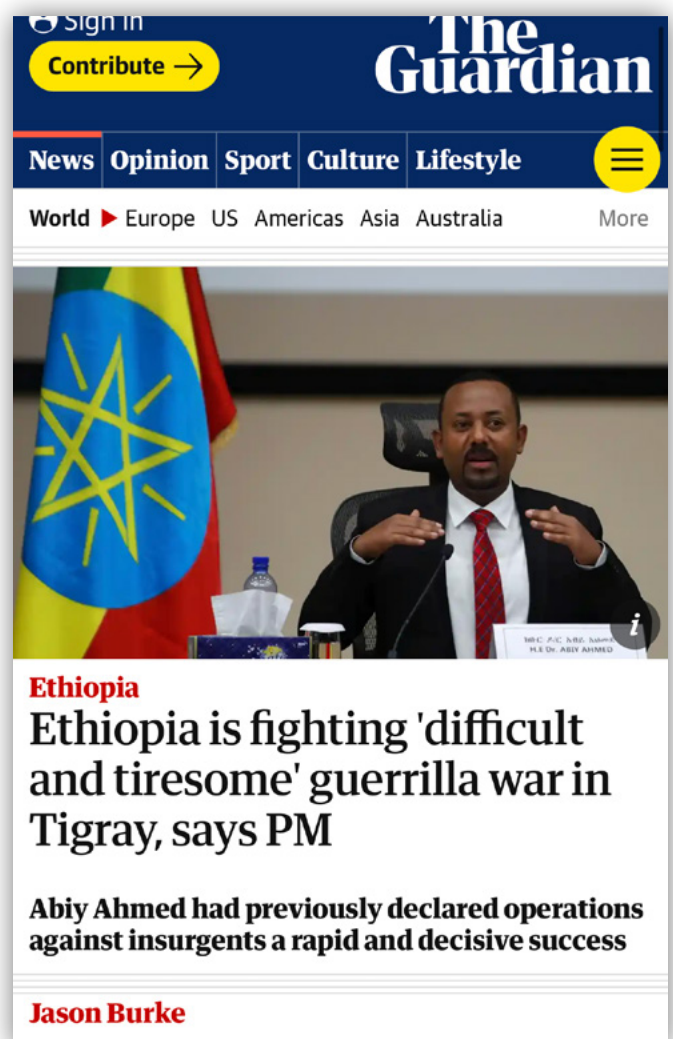 Sign in
Contribute →
The
Guardian
News Opinion Sport Culture Lifestyle
World ▶ Europe US Americas Asia Australia More
H.E Dr. ABIY AHMED
i
Ethiopia
Ethiopia is fighting 'difficult
and tiresome' guerrilla war in
Tigray, says PM
Abiy Ahmed had previously declared operations
against insurgents a rapid and decisive success
Jason Burke